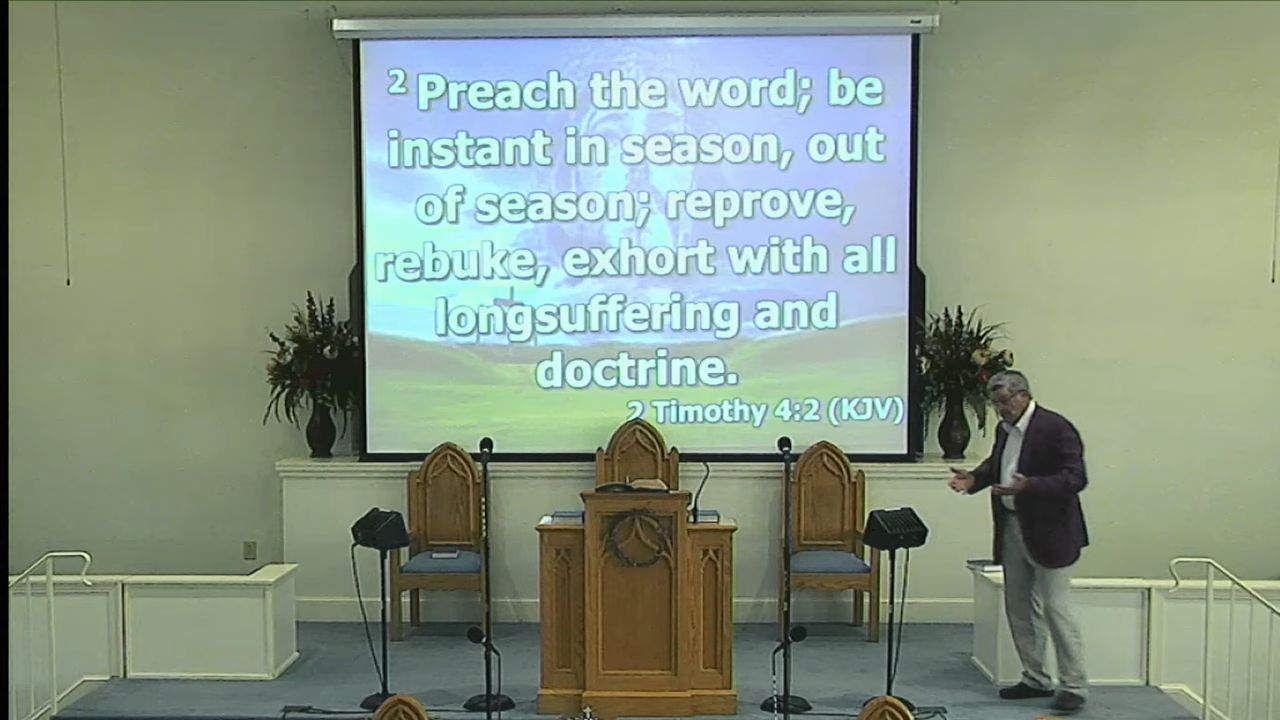 2 Preach the word; be
instant in season, out
of season; reprove,
rebuke, exhort with all
longsuffering and
doctrine.
2 Timothy 4:2 (KJV)